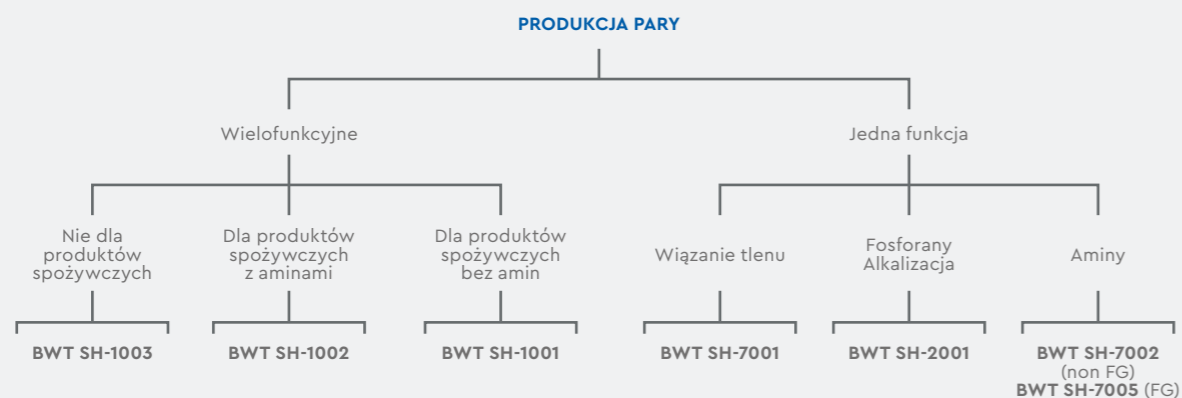 PRODUKCJA PARY
Wielofunkcyjne
Jedna funkcja
Nie dla
produktów
spożywczych
Dla produktów
spożywczych
z aminami
Dla produktów
spożywczych
bez amin
Wiązanie tlenu
Fosforany
Alkalizacja
Aminy
BWT SH-1003
BWT SH-1002
BWT SH-1001
BWT SH-7001
BWT SH-2001
BWT SH-7002
(non FG)
BWT SH-7005 (FG)